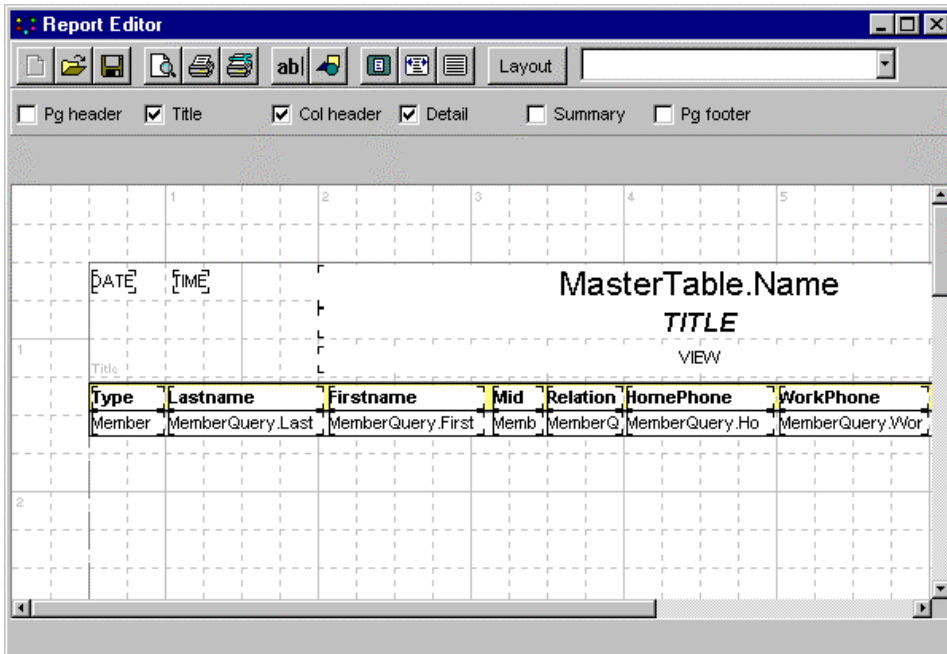 Report Editor
ab| Layout
Pg header Title Col header Detail Summary Pg footer
1 2 3 4 5
DATE TIME MasterTable.Name
TITLE
1 VIEW
Title
Type Lastname Firstname Mid Relation HomePhone WorkPhone
Member MemberQuery.Last MemberQuery.First Memb MemberQ MemberQuery.Ho MemberQuery.Wor
2